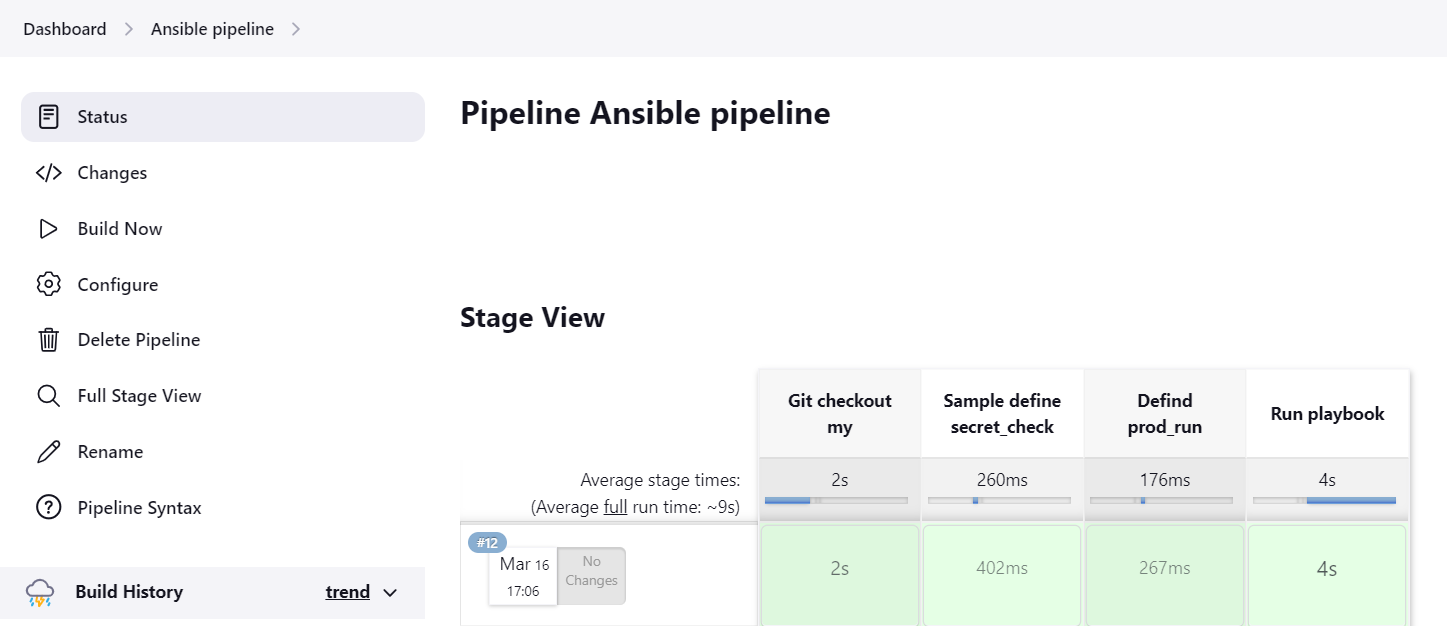 Dashboard
Ansible pipeline
Status
Changes
Build Now
Configure
Delete Pipeline
Full Stage View
Rename
Pipeline Syntax
Build History
trend
Pipeline Ansible pipeline
Stage View
Git checkout
my
Sample define
secret_check
Defind
prod_run
Run playbook
Average stage times:
(Average full run time: ~9s)
2s
260ms
176ms
4s
#12
Mar 16
17:06
No
Changes
2s
402ms
267ms
4s